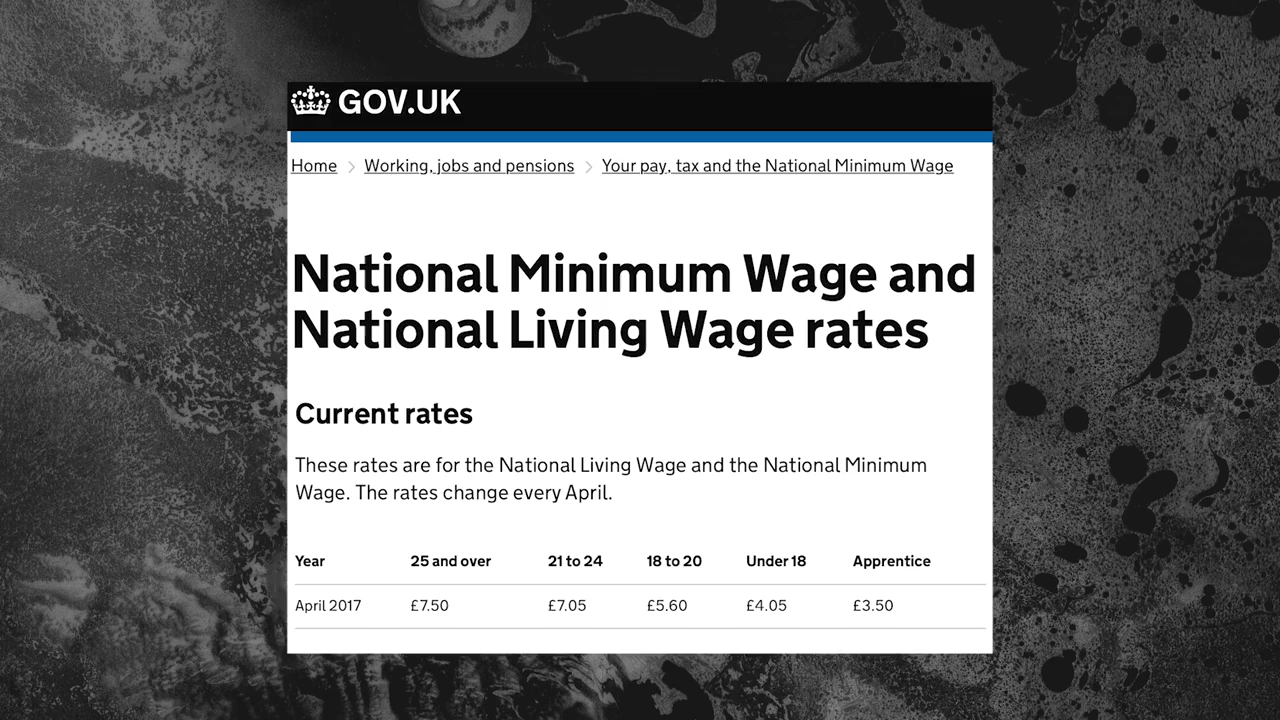 GOV.UK
Home > Working, jobs and pensions > Your pay, tax and the National Minimum Wage
National Minimum Wage and
National Living Wage rates
Current rates
These rates are for the National Living Wage and the National Minimum
Wage. The rates change every April.
Year 25 and over 21 to 24 18 to 20 Under 18 Apprentice
April 2017 £7.50 £7.05 £5.60 £4.05 £3.50